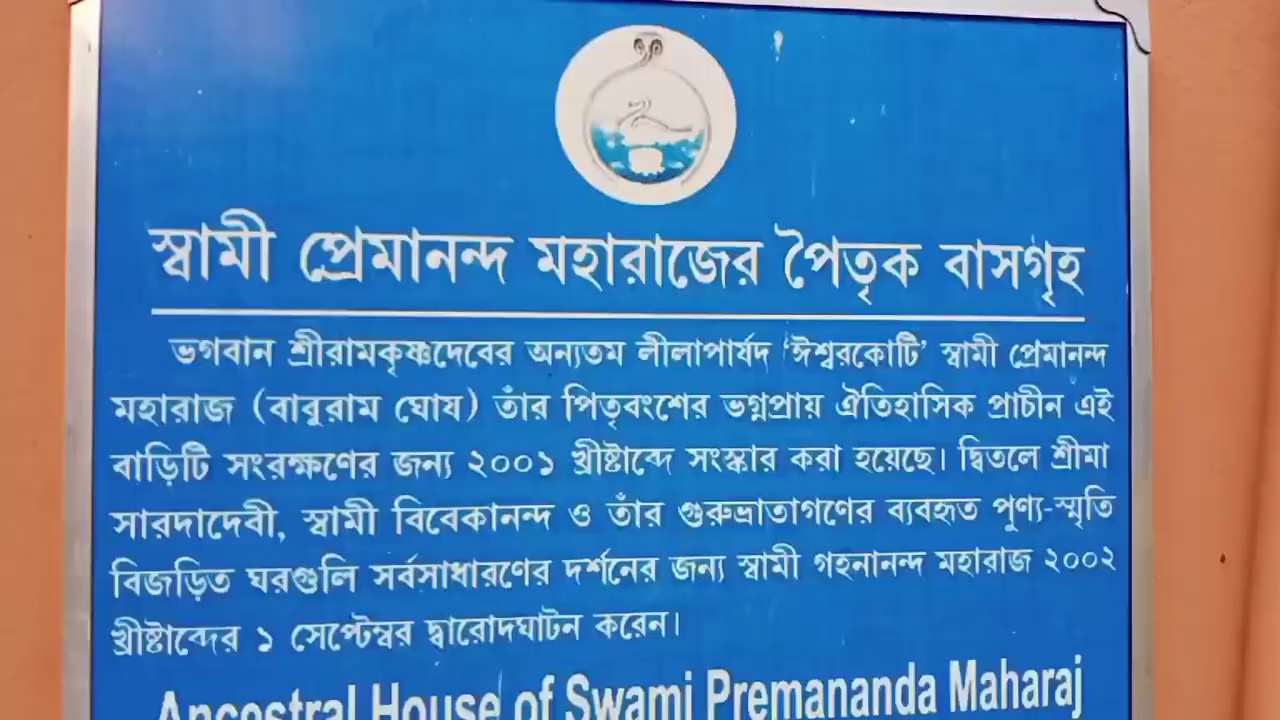 স্বামী প্রেমানন্দ মহারাজের পৈতৃক বাসগৃহ
ভগবান শ্রীরামকৃষ্ণদেবের অন্যতম লীলাপার্ষদ ‘ঈশ্বরকোটি’ স্বামী প্রেমানন্দ
মহারাজ (বাবুরাম ঘোষ) তাঁর পিতৃবংশের ভগ্নপ্রায় ঐতিহাসিক প্রাচীন এই
বাড়িটি সংরক্ষণের জন্য ২০০১ খ্রীষ্টাব্দে সংস্কার করা হয়েছে। দ্বিতলে শ্রীমা
সারদাদেবী, স্বামী বিবেকানন্দ ও তাঁর গুরুভ্রাতাগণের ব্যবহৃত পুণ্য-স্মৃতি
বিজড়িত ঘরগুলি সর্বসাধারণের দর্শনের জন্য স্বামী গহনানন্দ মহারাজ ২০০২
খ্রীষ্টাব্দের ১ সেপ্টেম্বর দ্বারোদঘাটন করেন।
Ancestral House of Swami Premananda Maharaj